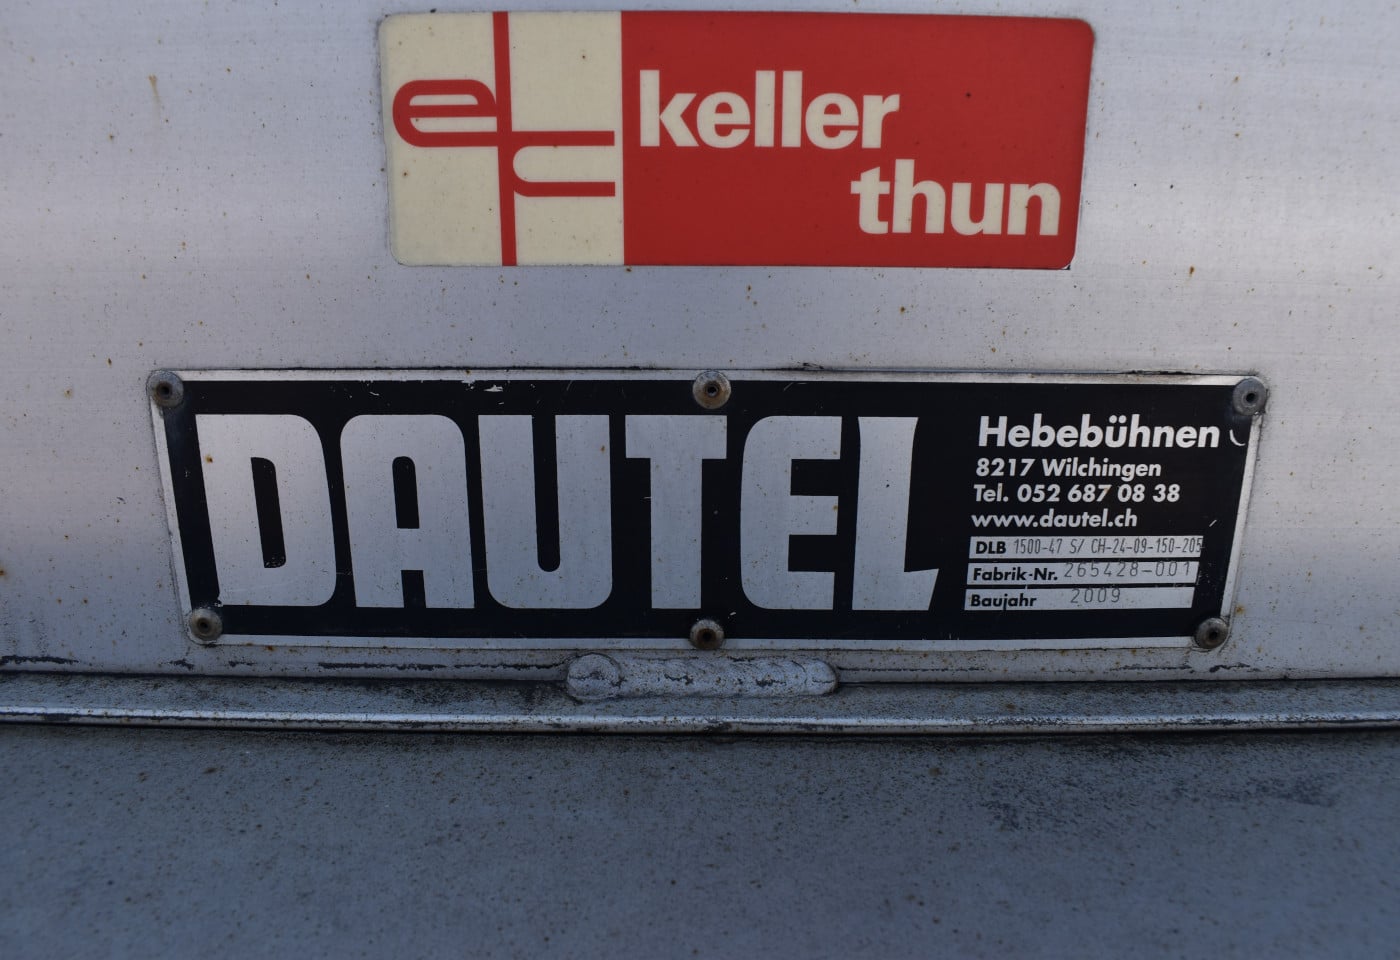 keller
thun
DAUTEL
Hebebühnen
8217 Wilchingen
Tel. 052 687 08 38
www.dautel.ch
DLB 1500-47 S/ CH-24-09-150-205
Fabrik-Nr. 265428-001
Baujahr 2009